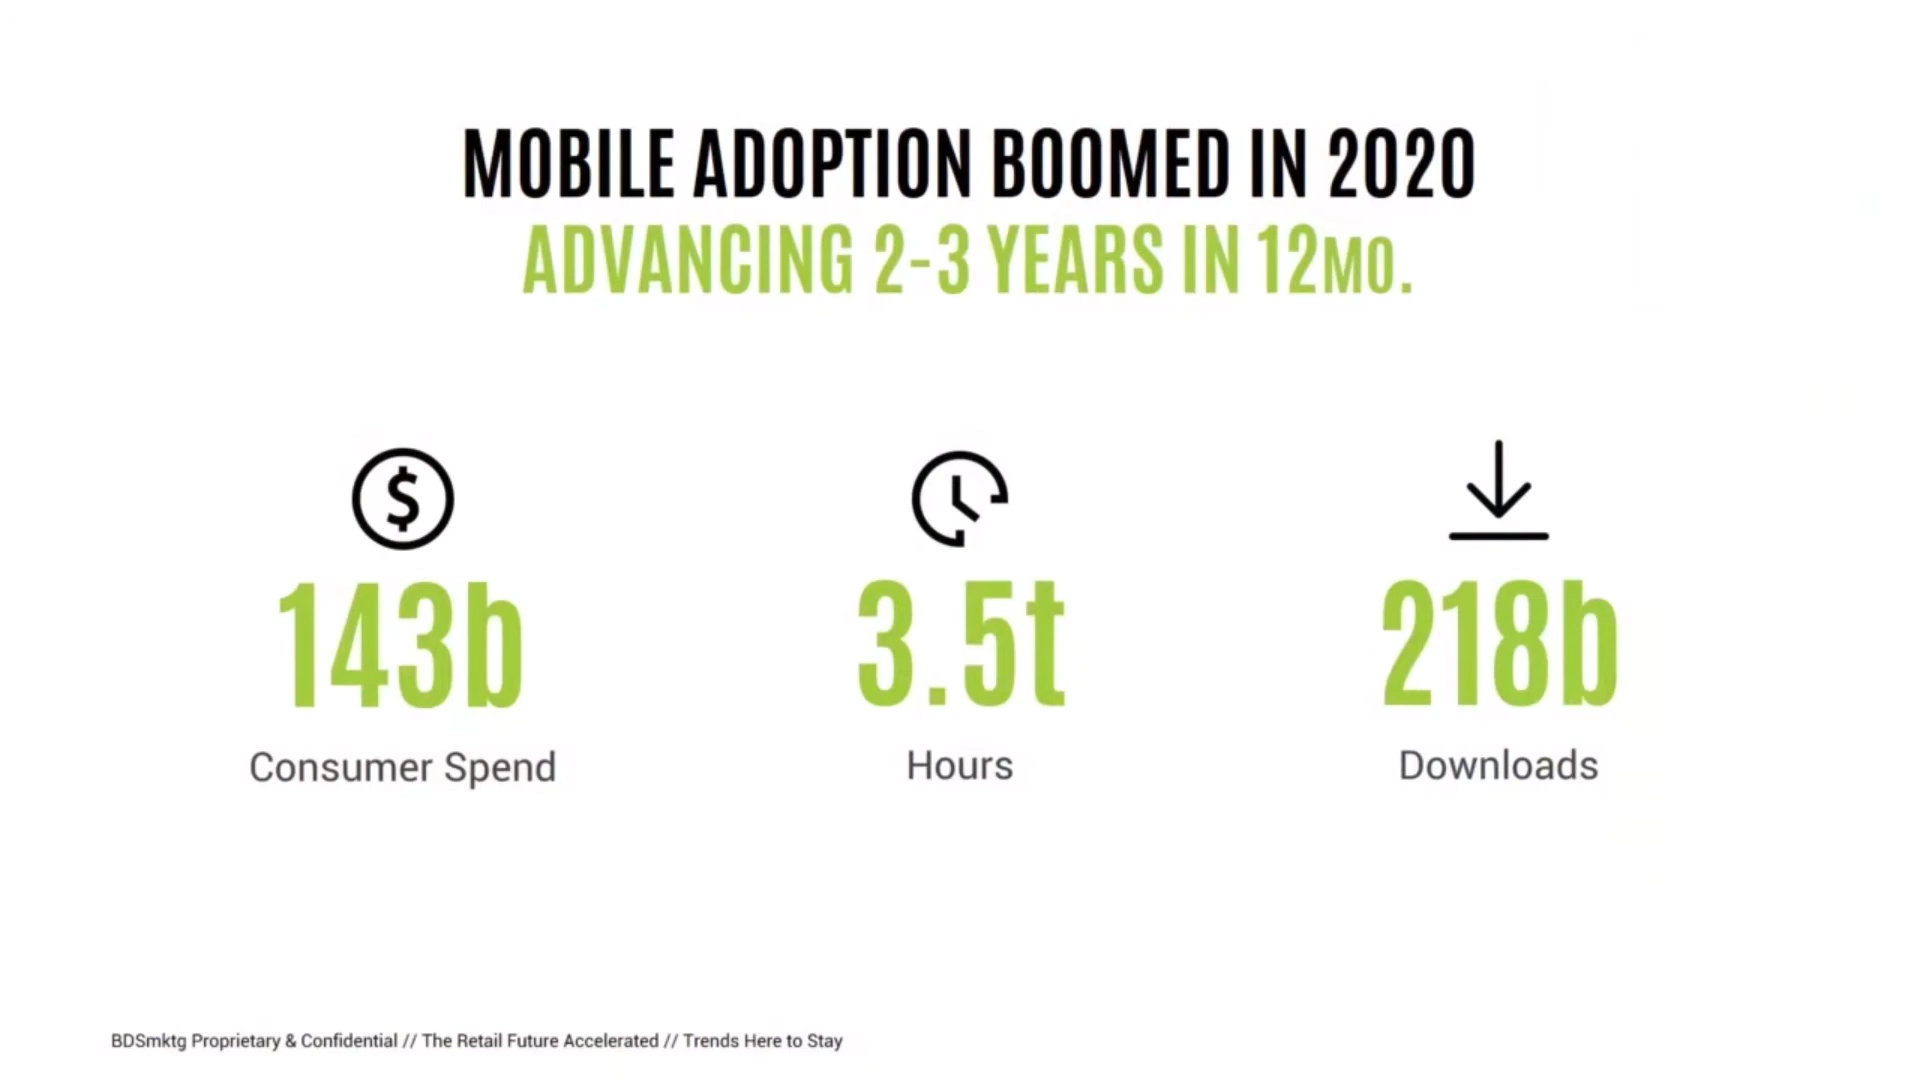 MOBILE ADOPTION BOOMED IN 2020
ADVANCING 2-3 YEARS IN 12MO.
$
143b
Consumer Spend
3.5t
Hours
218b
Downloads
BDSmktg Proprietary & Confidential // The Retail Future Accelerated // Trends Here to Stay